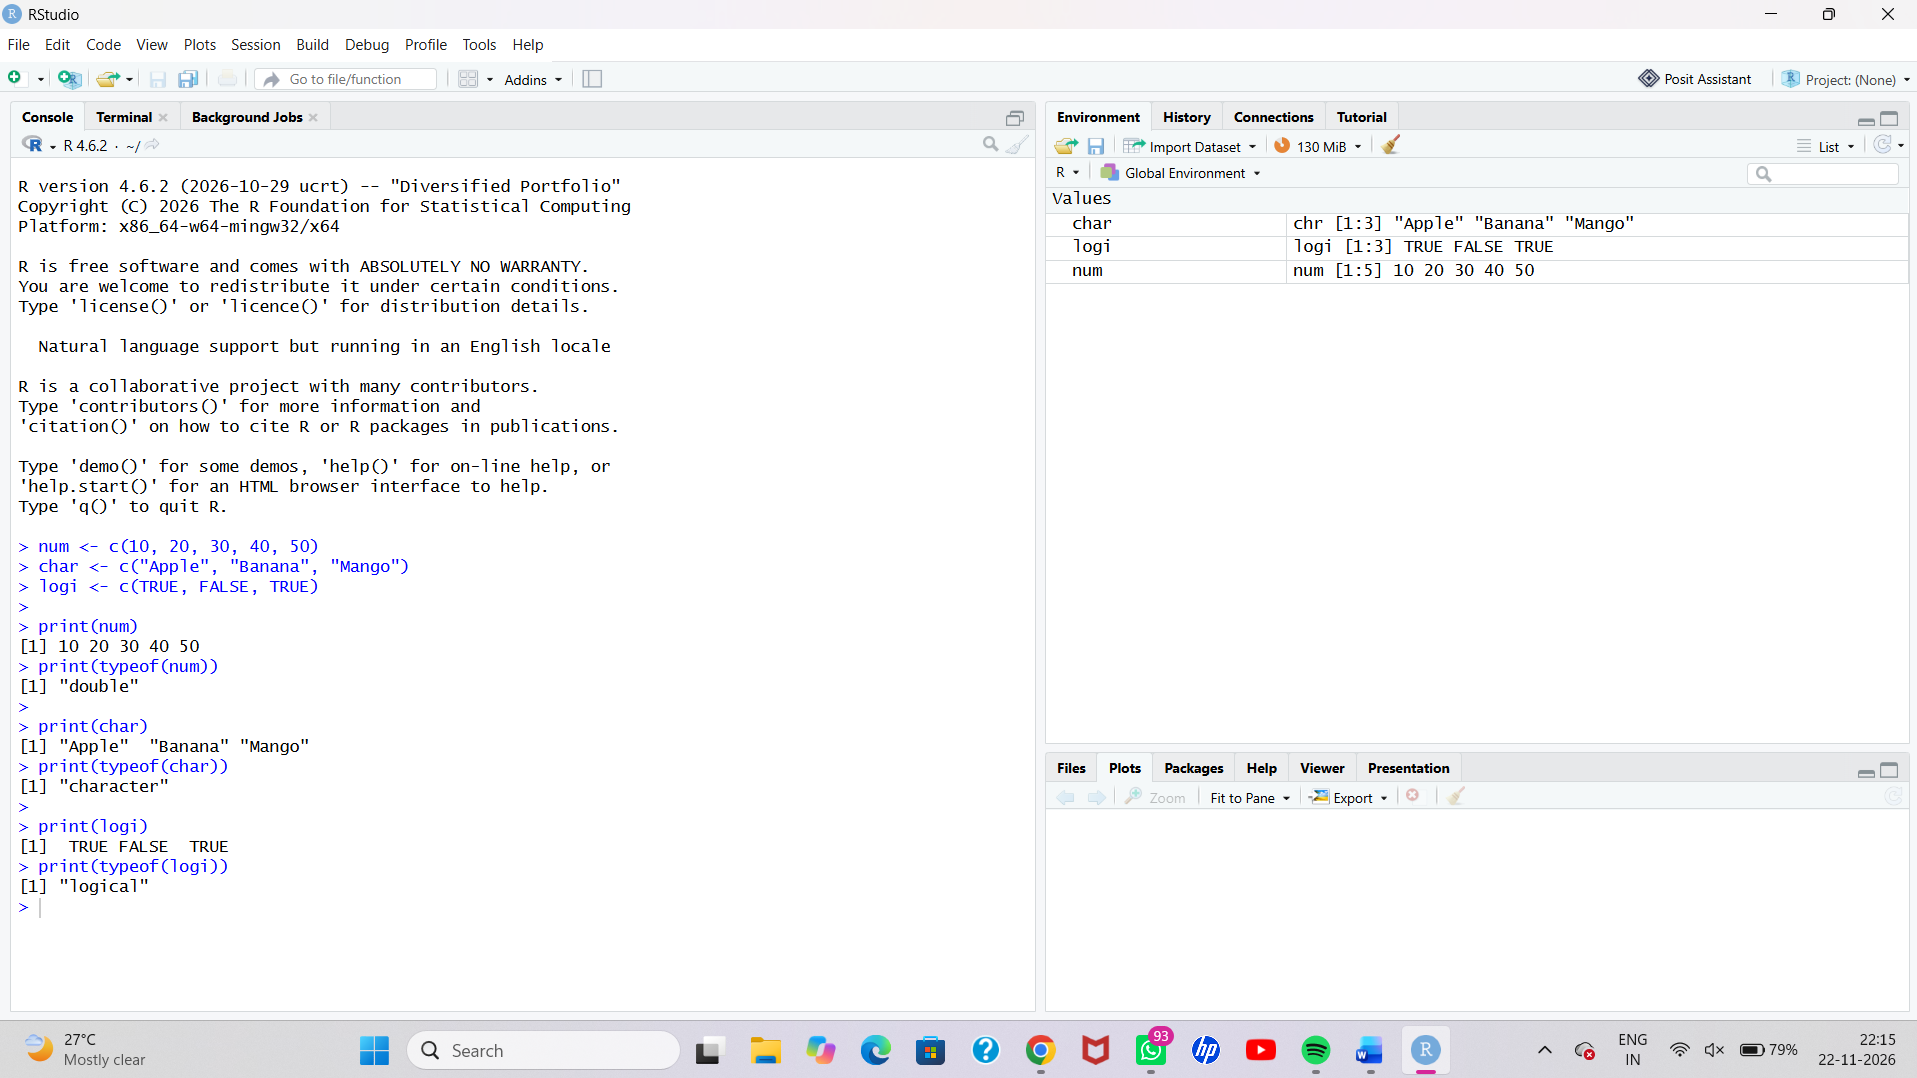 RStudio
File Edit Code View Plots Session Build Debug Profile Tools Help
Go to file/function Addins Posit Assistant Project: (None)
Console Terminal Background Jobs
R 4.6.2 · ~/
R version 4.6.2 (2026-10-29 ucrt) -- "Diversified Portfolio"
Copyright (C) 2026 The R Foundation for Statistical Computing
Platform: x86_64-w64-mingw32/x64
R is free software and comes with ABSOLUTELY NO WARRANTY.
You are welcome to redistribute it under certain conditions.
Type 'license()' or 'licence()' for distribution details.
Natural language support but running in an English locale
R is a collaborative project with many contributors.
Type 'contributors()' for more information and
'citation()' on how to cite R or R packages in publications.
Type 'demo()' for some demos, 'help()' for on-line help, or
'help.start()' for an HTML browser interface to help.
Type 'q()' to quit R.
> num <- c(10, 20, 30, 40, 50)
> char <- c("Apple", "Banana", "Mango")
> logi <- c(TRUE, FALSE, TRUE)
>
> print(num)
[1] 10 20 30 40 50
> print(typeof(num))
[1] "double"
>
> print(char)
[1] "Apple"  "Banana" "Mango"
> print(typeof(char))
[1] "character"
>
> print(logi)
[1]  TRUE FALSE  TRUE
> print(typeof(logi))
[1] "logical"
>
Environment History Connections Tutorial
Import Dataset 130 MiB List
R Global Environment
Values
char chr [1:3] "Apple" "Banana" "Mango"
logi logi [1:3] TRUE FALSE TRUE
num num [1:5] 10 20 30 40 50
Files Plots Packages Help Viewer Presentation
Zoom Fit to Pane Export
27°C
Mostly clear
Search
93
hp
ENG
IN
79%
22:15
22-11-2026